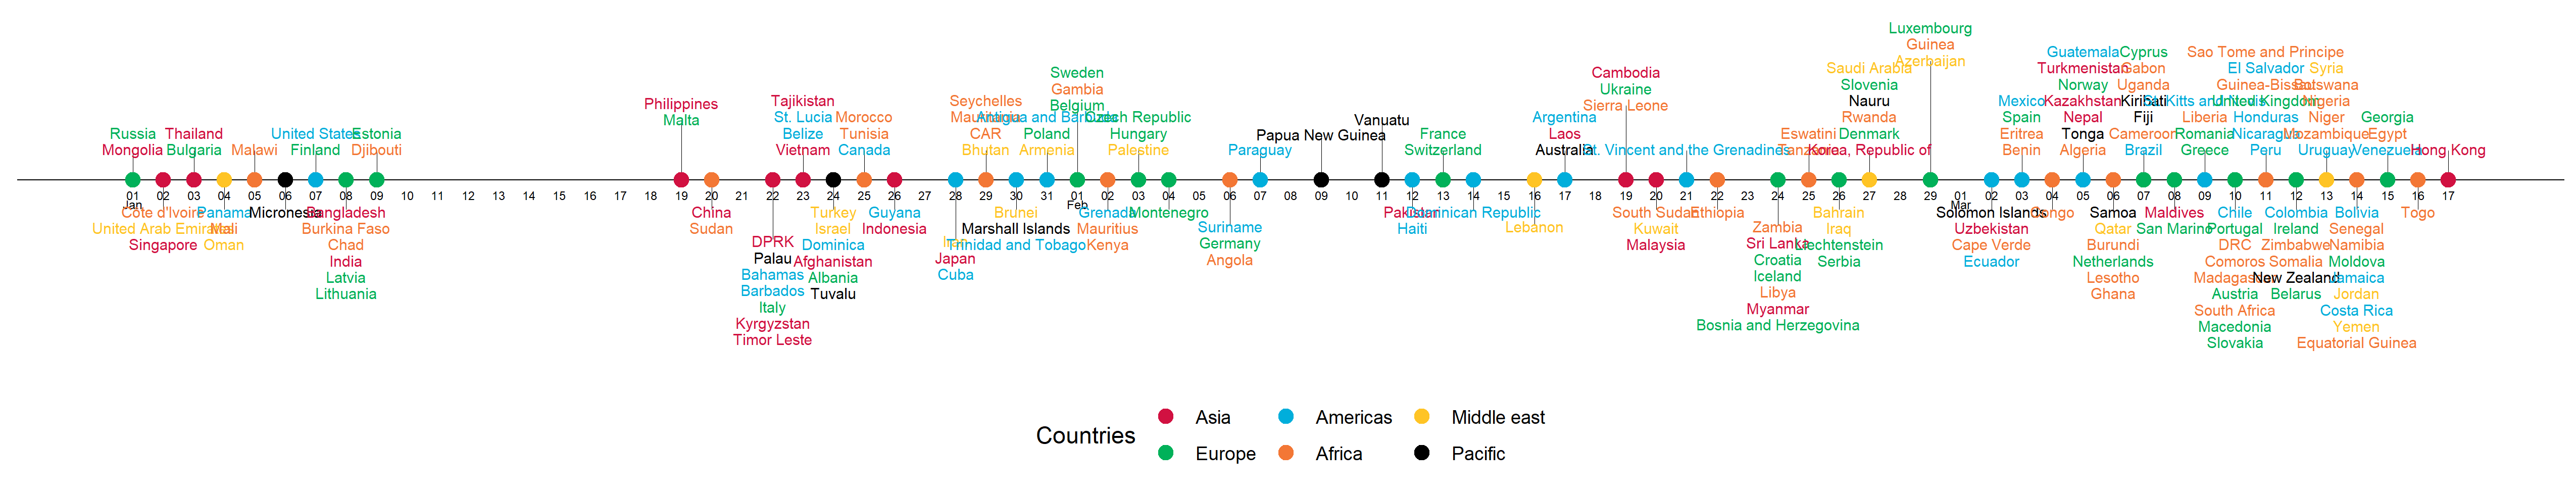 Luxembourg
Guinea
Azerbaijan
Guatemala Cyprus Sao Tome and Principe
Saudi Arabia Turkmenistan Gabon El Salvador Syria
Sweden Cambodia
Gambia Ukraine Slovenia Norway Uganda Guinea-Bissau Botswana
Philippines Tajikistan Seychelles Belgium Sierra Leone Nauru Mexico Kazakhstan Kiribati St. Kitts and Nevis United Kingdom Nigeria
Malta St. Lucia Morocco Mauritania Antigua and Barbuda Czech Republic Vanuatu Argentina Rwanda Spain Nepal Fiji Liberia Honduras Niger Georgia
Russia Thailand United States Estonia Belize Tunisia CAR Poland Hungary Papua New Guinea France Laos Eswatini Denmark Eritrea Tonga Cameroon Romania Nicaragua Mozambique Egypt
Mongolia Bulgaria Malawi Finland Djibouti Vietnam Canada Bhutan Armenia Palestine Paraguay Switzerland Australia St. Vincent and the Grenadines Tanzania Korea, Republic of Benin Algeria Brazil Greece Peru Uruguay Venezuela Hong Kong
01 02 03 04 05 06 07 08 09 10 11 12 13 14 15 16 17 18 19 20 21 22 23 24 25 26 27 28 29 30 31 01 02 03 04 05 06 07 08 09 10 11 12 13 14 15 16 17 18 19 20 21 22 23 24 25 26 27 28 29 01 02 03 04 05 06 07 08 09 10 11 12 13 14 15 16 17
Jan Feb Mar
Cote d'Ivoire Panama Micronesia Bangladesh China Turkey Guyana Brunei Grenada Montenegro Pakistan Dominican Republic South Sudan Ethiopia Bahrain Solomon Islands Congo Samoa Maldives Chile Colombia Bolivia Togo
United Arab Emirates Mali Burkina Faso Sudan Israel Indonesia Marshall Islands Mauritius Suriname Haiti Lebanon Kuwait Zambia Iraq Uzbekistan Qatar San Marino Portugal Ireland Senegal
Singapore Oman Chad DPRK Dominica Trinidad and Tobago Kenya Germany Malaysia Sri Lanka Liechtenstein Cape Verde Burundi DRC Zimbabwe Namibia
India Palau Afghanistan Japan Angola Croatia Serbia Ecuador Netherlands Comoros Somalia Moldova
Latvia Bahamas Albania Cuba Iceland Lesotho Madagascar New Zealand Jamaica
Lithuania Barbados Tuvalu Libya Ghana Austria Belarus Jordan
Italy Myanmar South Africa Costa Rica
Kyrgyzstan Bosnia and Herzegovina Macedonia Yemen
Timor Leste Slovakia Equatorial Guinea
Countries
Asia Americas Middle east
Europe Africa Pacific